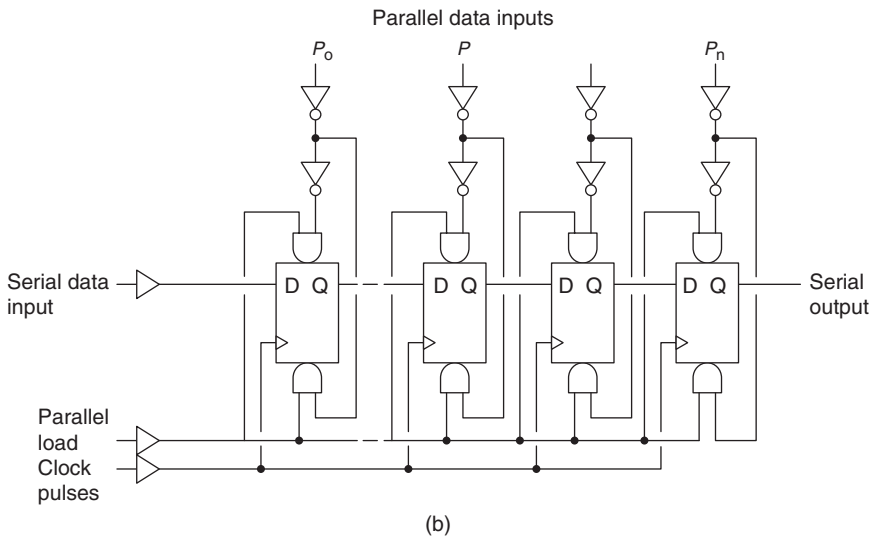 Parallel data inputs
Po P Pn
D Q D Q D Q D Q
Serial data
input
Serial
output
Parallel
load
Clock
pulses
(b)